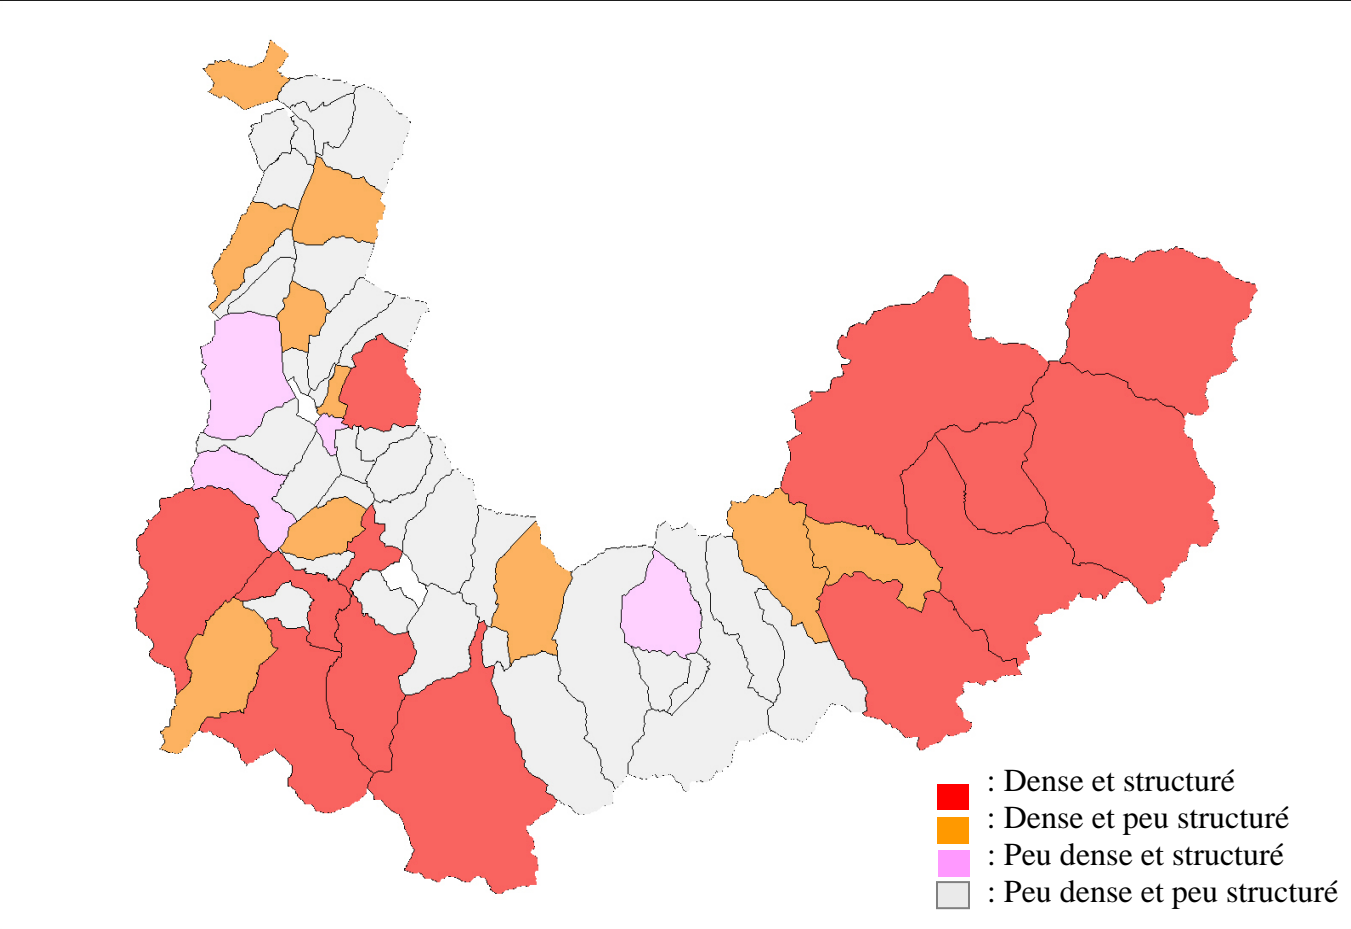 : Dense et structuré
: Dense et peu structuré
: Peu dense et structuré
: Peu dense et peu structuré